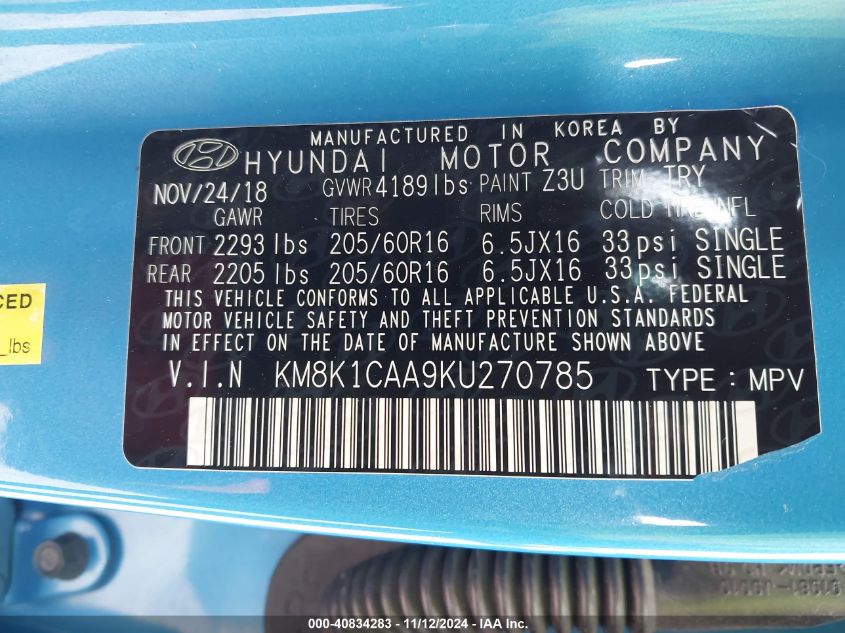 MANUFACTURED IN KOREA BY
HYUNDAI MOTOR COMPANY
NOV/24/18 GVWR 4189lbs PAINT Z3U TRIM TRY
GAWR TIRES RIMS COLD TIRE INFL
FRONT 2293 lbs 205/60R16 6.5JX16 33psi SINGLE
REAR 2205 lbs 205/60R16 6.5JX16 33psi SINGLE
THIS VEHICLE CONFORMS TO ALL APPLICABLE U.S.A. FEDERAL
MOTOR VEHICLE SAFETY AND THEFT PREVENTION STANDARDS
IN EFFECT ON THE DATE OF MANUFACTURE SHOWN ABOVE
V.I.N KM8K1CAA9KU270785 TYPE : MPV
CED
lbs
000--40834283 - 11/12/2024 - IAA Inc.